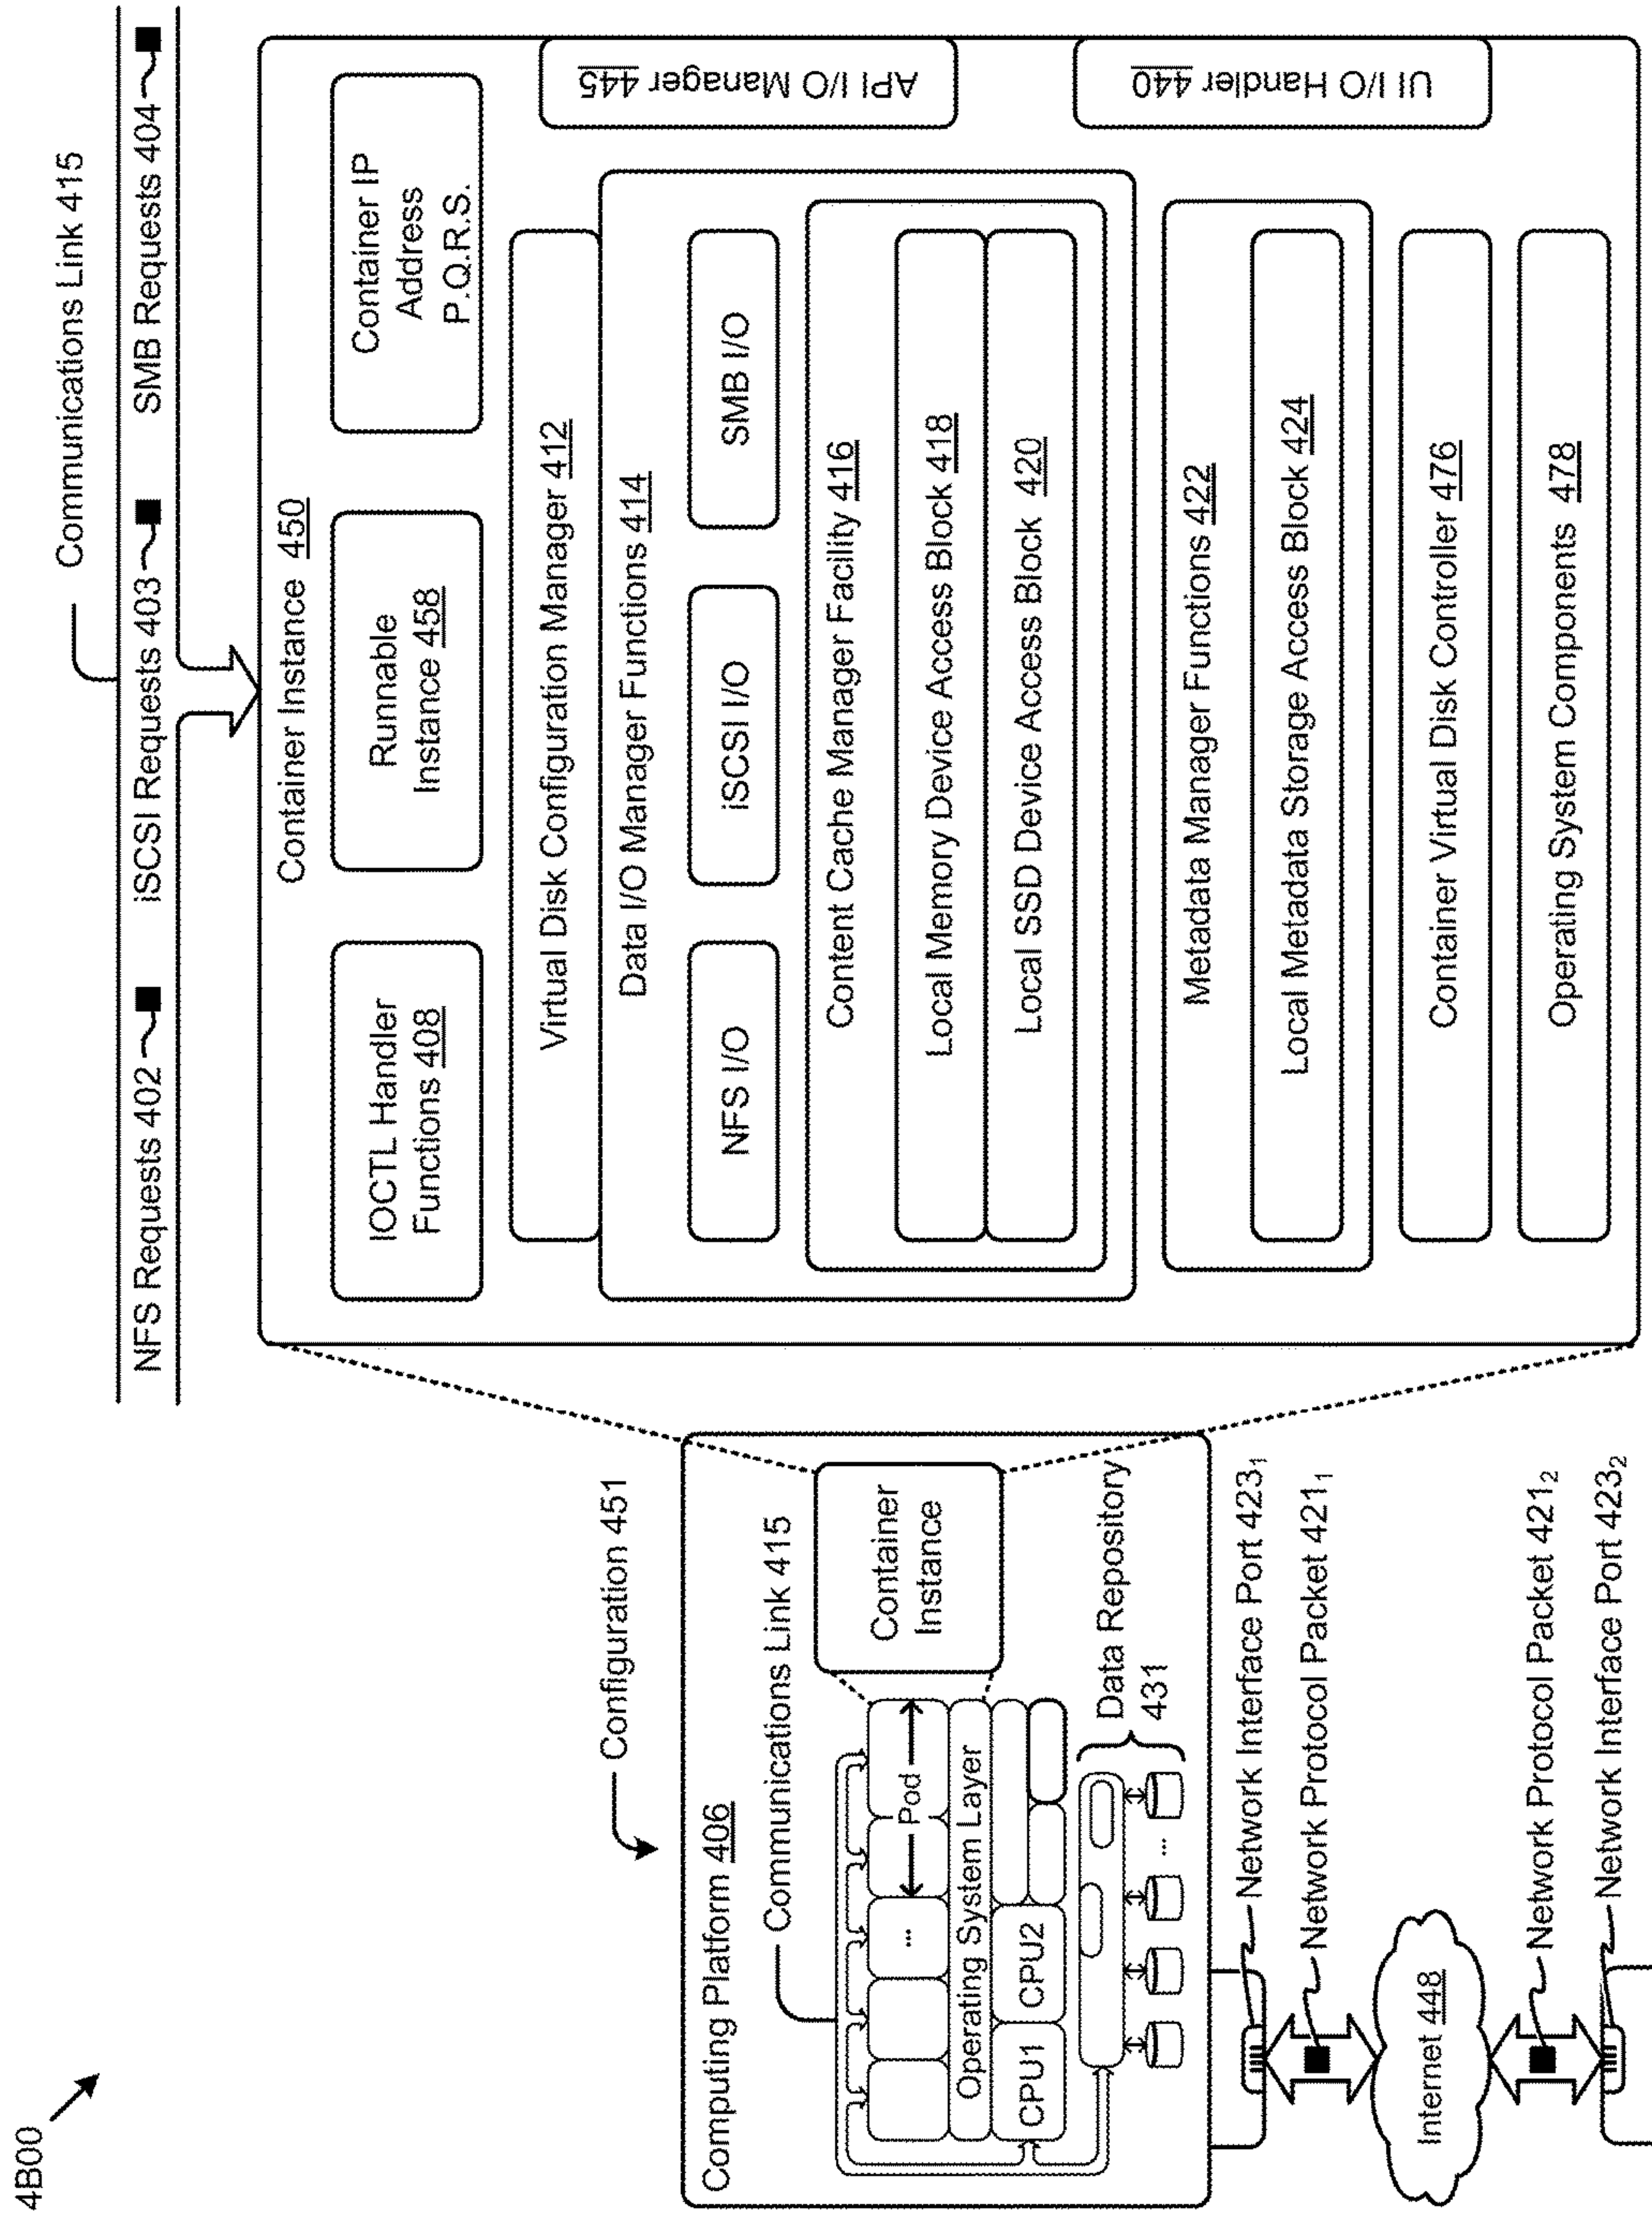 4B00
Communications Link 415
NFS Requests 402
iSCSI Requests 403
SMB Requests 404
Configuration 451
Computing Platform 406
Communications Link 415
...
Pod
Operating System Layer
CPU1
CPU2
Container
Instance
Data Repository
431
...
Network Interface Port 423₁
Network Protocol Packet 421₁
Internet 448
Network Protocol Packet 421₂
Network Interface Port 423₂
Container Instance 450
IOCTL Handler
Functions 408
Runnable
Instance 458
Container IP
Address
P.Q.R.S.
Virtual Disk Configuration Manager 412
Data I/O Manager Functions 414
NFS I/O
iSCSI I/O
SMB I/O
Content Cache Manager Facility 416
Local Memory Device Access Block 418
Local SSD Device Access Block 420
Metadata Manager Functions 422
Local Metadata Storage Access Block 424
Container Virtual Disk Controller 476
Operating System Components 478
API I/O Manager 445
UI I/O Handler 440